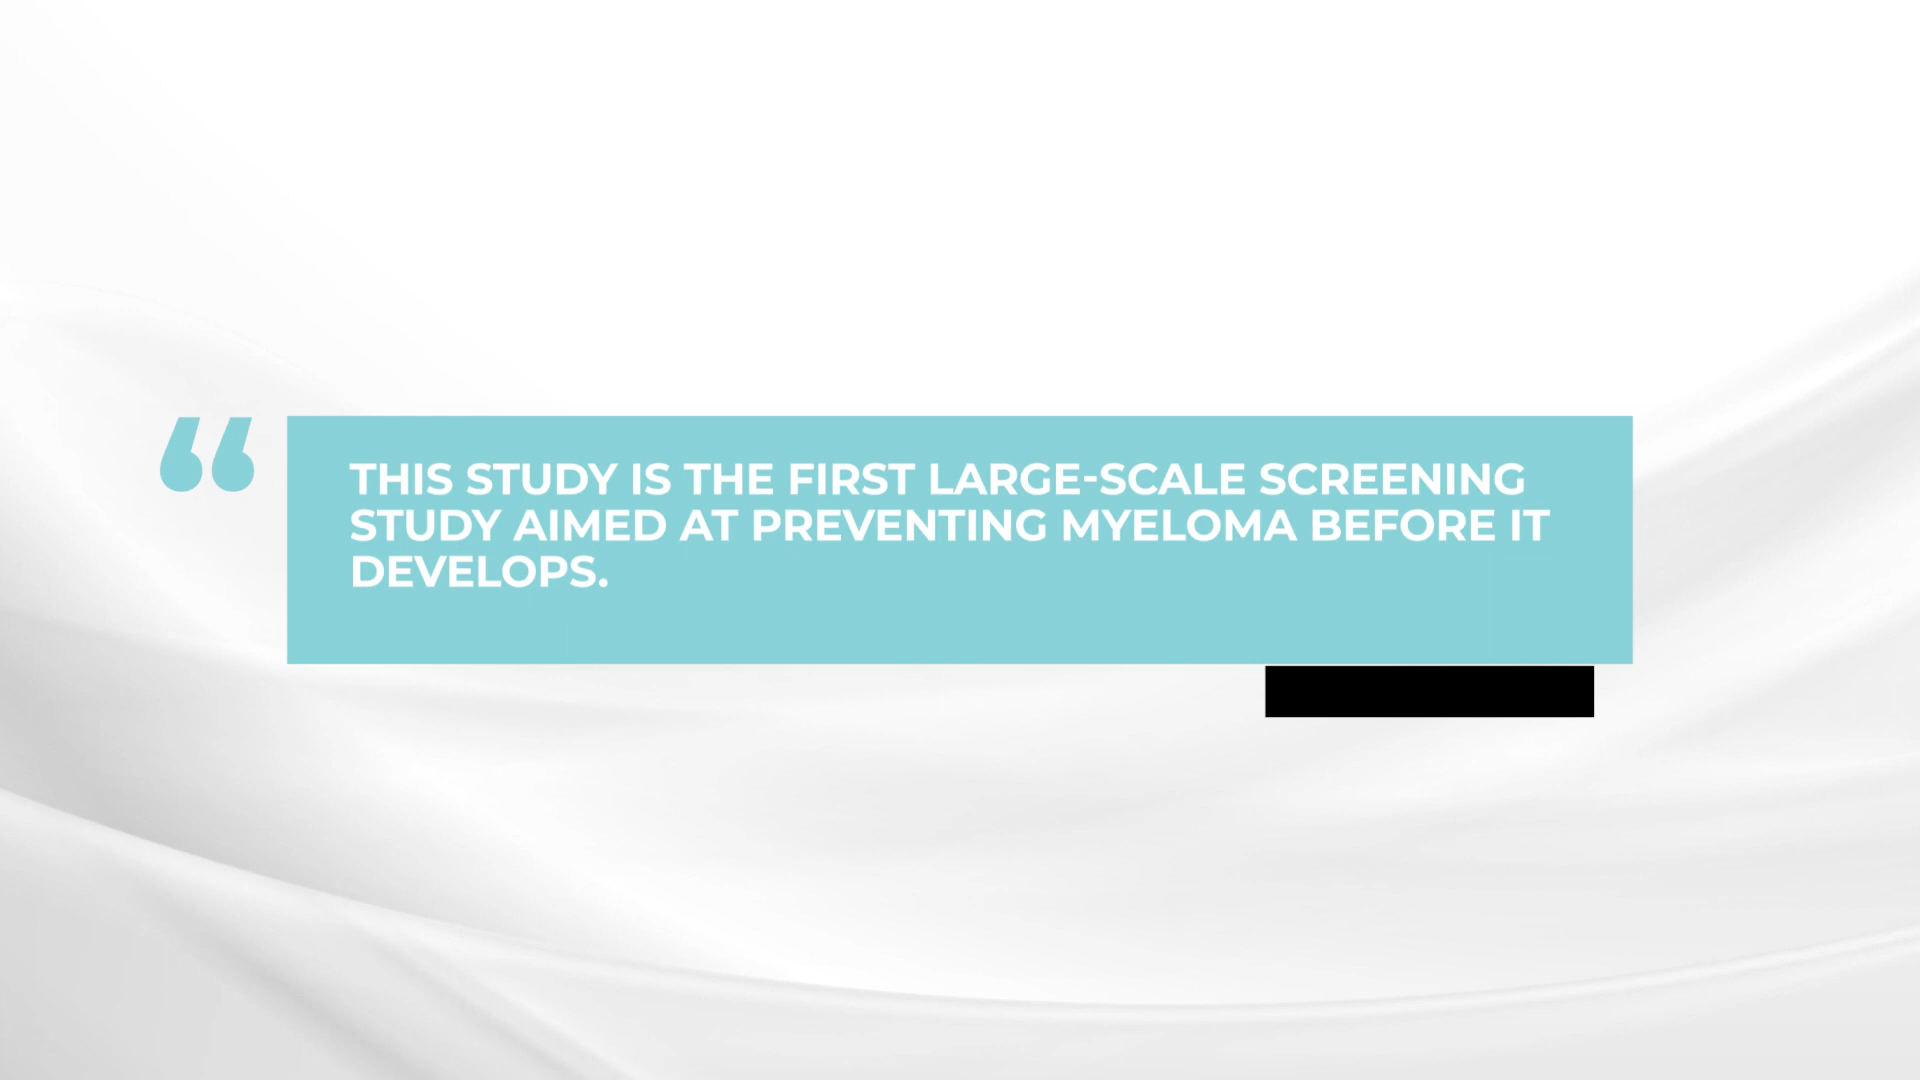 “
THIS STUDY IS THE FIRST LARGE-SCALE SCREENING
STUDY AIMED AT PREVENTING MYELOMA BEFORE IT
DEVELOPS.